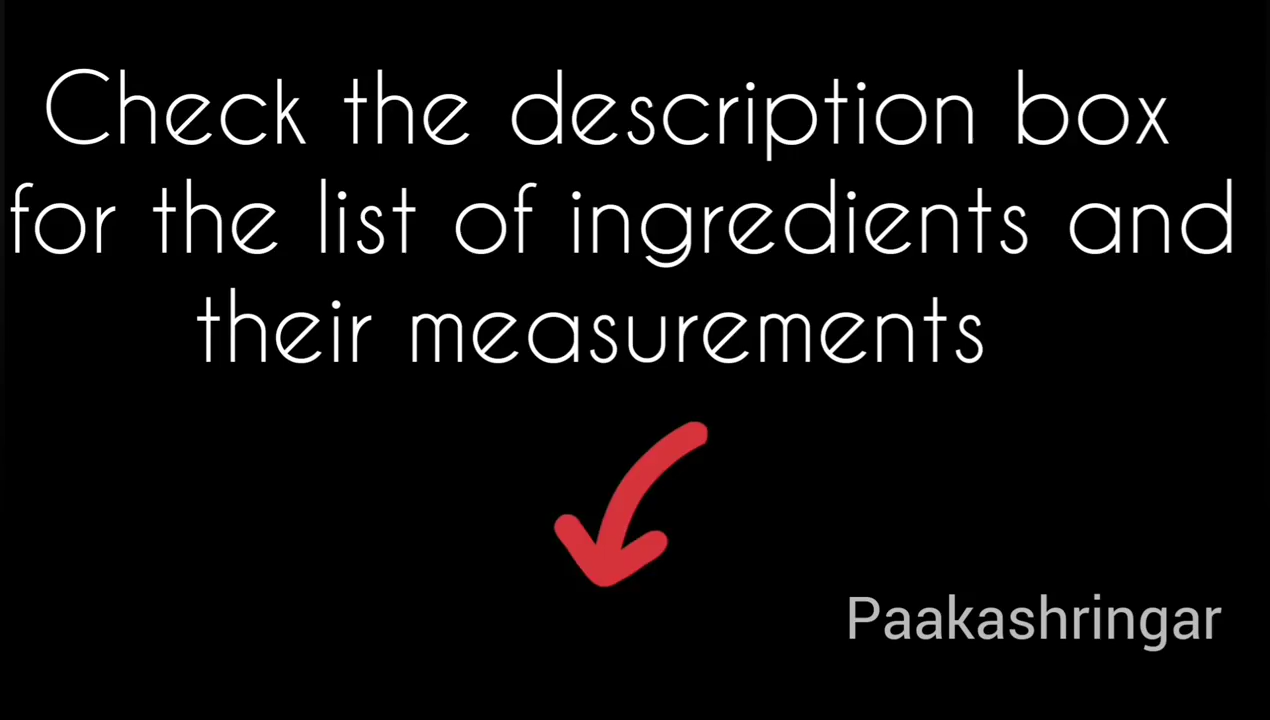 Check the description box
for the list of ingredients and
their measurements
Paakashringar